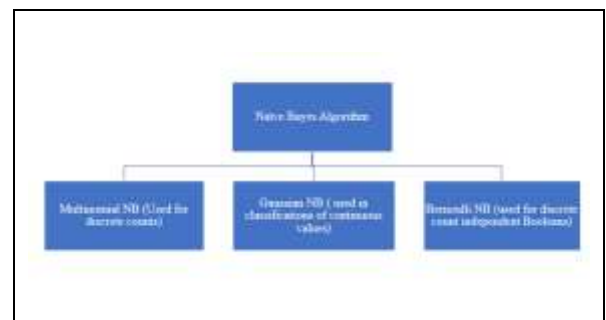 Naive Bayes Algorithm
Multinomial NB (Used for
discrete counts)
Gaussian NB ( used in
classifications of continuous
values)
Bernoulli NB (used for discrete
count independent Booleans)